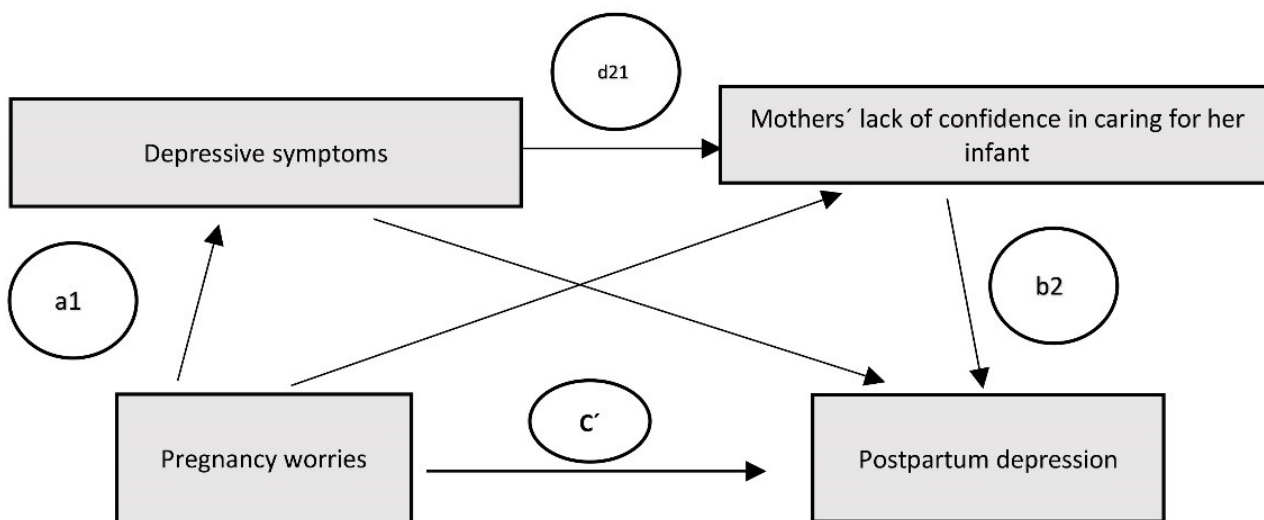 d21
Depressive symptoms
Mothers´ lack of confidence in caring for her
infant
a1
b2
Pregnancy worries
C´
Postpartum depression